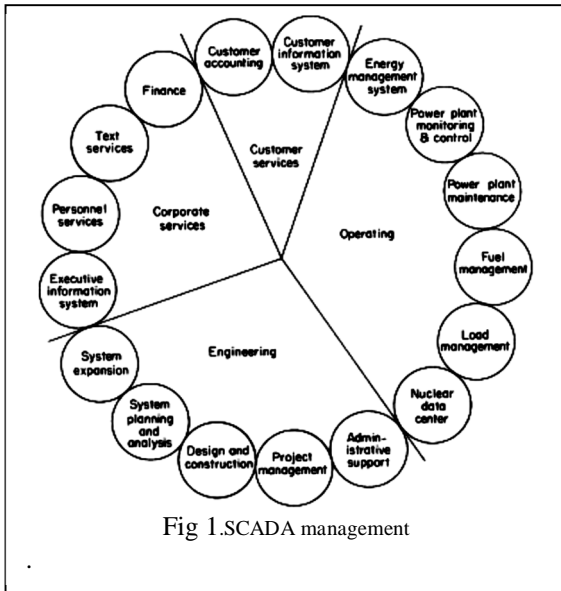 Customer
accounting
Customer
information
system
Energy
management
system
Power plant
monitoring
& control
Power plant
maintenance
Fuel
management
Load
management
Nuclear
data
center
Admin-
istrative
support
Project
management
Design and
construction
System
planning
and
analysis
System
expansion
Executive
information
system
Personnel
services
Text
services
Finance
Customer
services
Corporate
services
Operating
Engineering
Fig 1.SCADA management
.